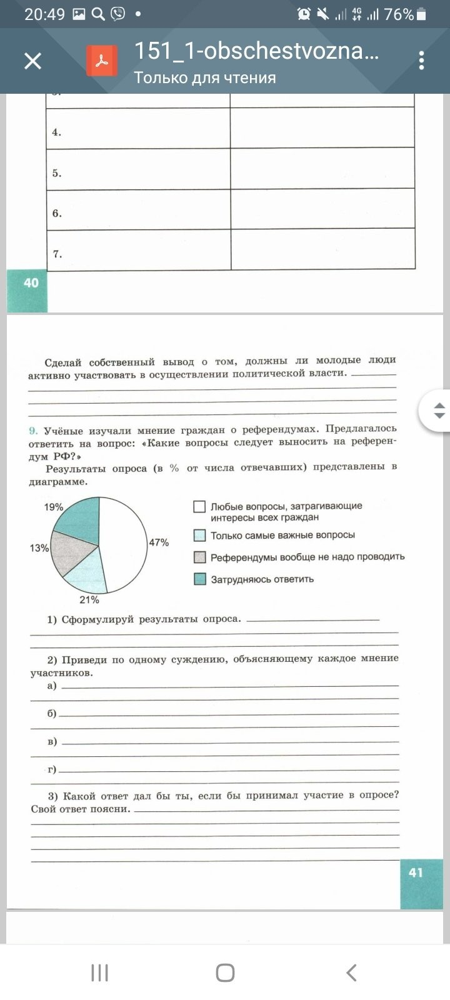 20:49
4G
76%
151_1-obschestvozna...
Только для чтения
4.
5.
6.
7.
40
Сделай собственный вывод о том, должны ли молодые люди
активно участвовать в осуществлении политической власти.
9. Учёные изучали мнение граждан о референдумах. Предлагалось
ответить на вопрос: «Какие вопросы следует выносить на референ-
дум РФ?»
Результаты опроса (в % от числа отвечавших) представлены в
диаграмме.
19%
13%
47%
21%
Любые вопросы, затрагивающие
интересы всех граждан
Только самые важные вопросы
Референдумы вообще не надо проводить
Затрудняюсь ответить
1) Сформулируй результаты опроса.
2) Приведи по одному суждению, объясняющему каждое мнение
участников.
а)
б)
в)
г)
3) Какой ответ дал бы ты, если бы принимал участие в опросе?
Свой ответ поясни.
41